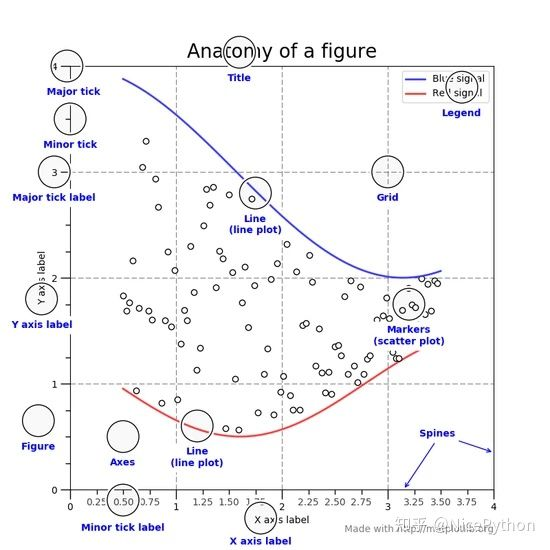 Anatomy of a figure
Title
Blue signal
Red signal
Legend
4
Major tick
Minor tick
3
Major tick label
Grid
Line
(line plot)
Y axis label
2
Y axis label
Markers
(scatter plot)
1
Figure
Axes
Line
(line plot)
Spines
0
0 0.25 0.50 0.75 1 1.25 1.50 1.75 2 2.25 2.50 2.75 3 3.25 3.50 3.75 4
Minor tick label
X axis label
X axis label
Made with http://matplotlib.org
知乎 @NicePython